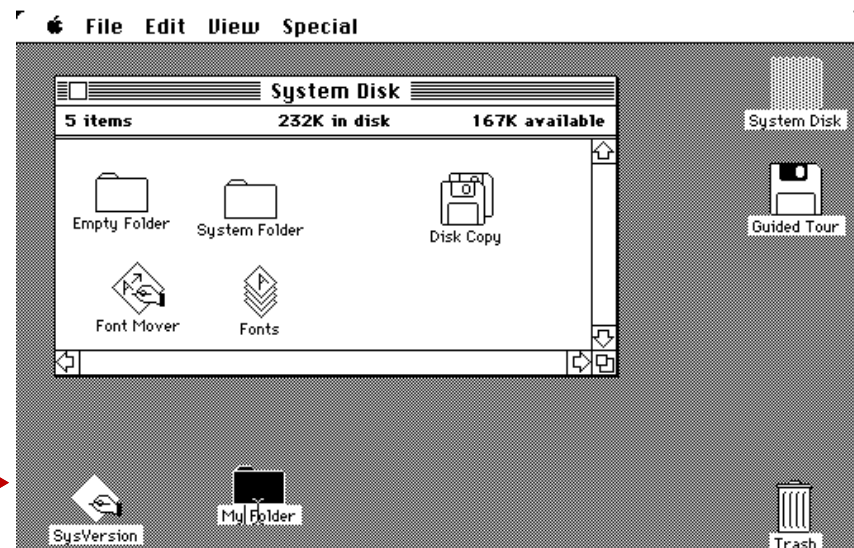 File Edit View Special
System Disk
5 items 232K in disk 167K available
Empty Folder
System Folder
Disk Copy
Font Mover
Fonts
System Disk
Guided Tour
SysVersion
My Folder
Trash